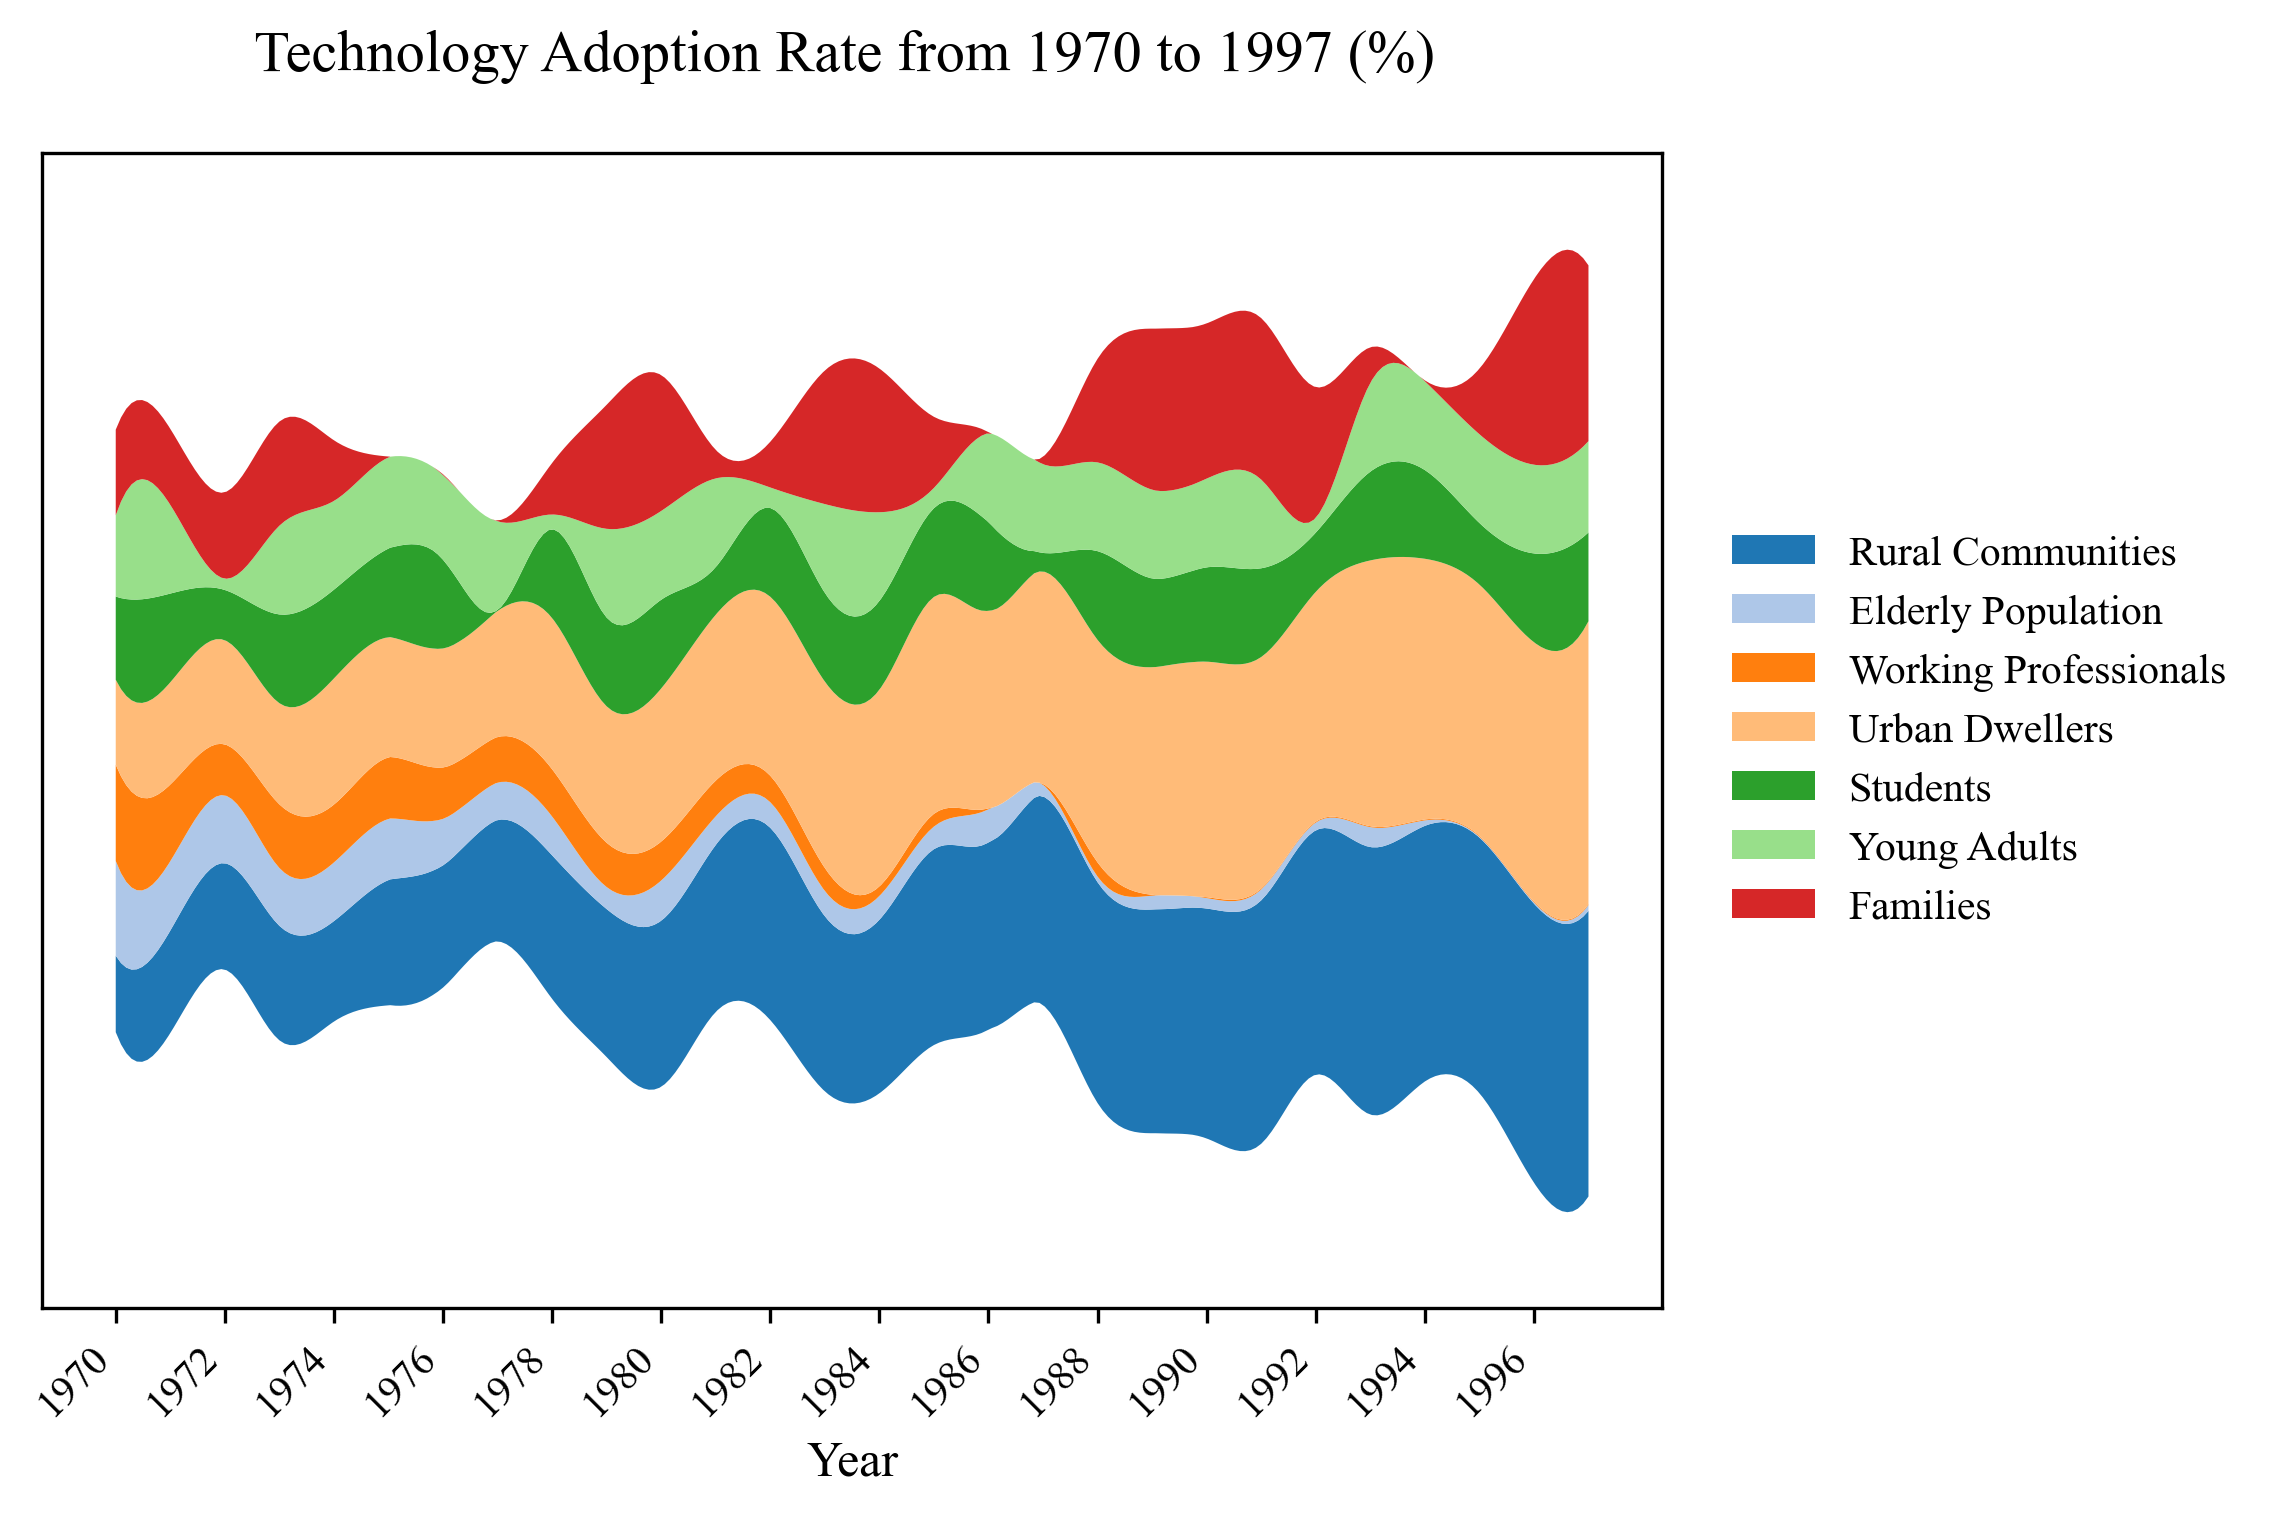 Technology Adoption Rate from 1970 to 1997 (%)
Rural Communities
Elderly Population
Working Professionals
Urban Dwellers
Students
Young Adults
Families
1970 1972 1974 1976 1978 1980 1982 1984 1986 1988 1990 1992 1994 1996
Year